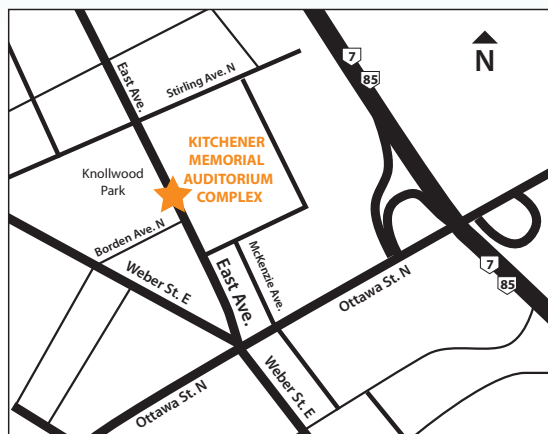 East Ave.
Stirling Ave. N
7
85
N
KITCHENER
MEMORIAL
AUDITORIUM
COMPLEX
Knollwood
Park
Borden Ave. N
Weber St. E
East Ave.
McKenzie Ave.
Ottawa St. N
7
85
Ottawa St. N
Weber St. E